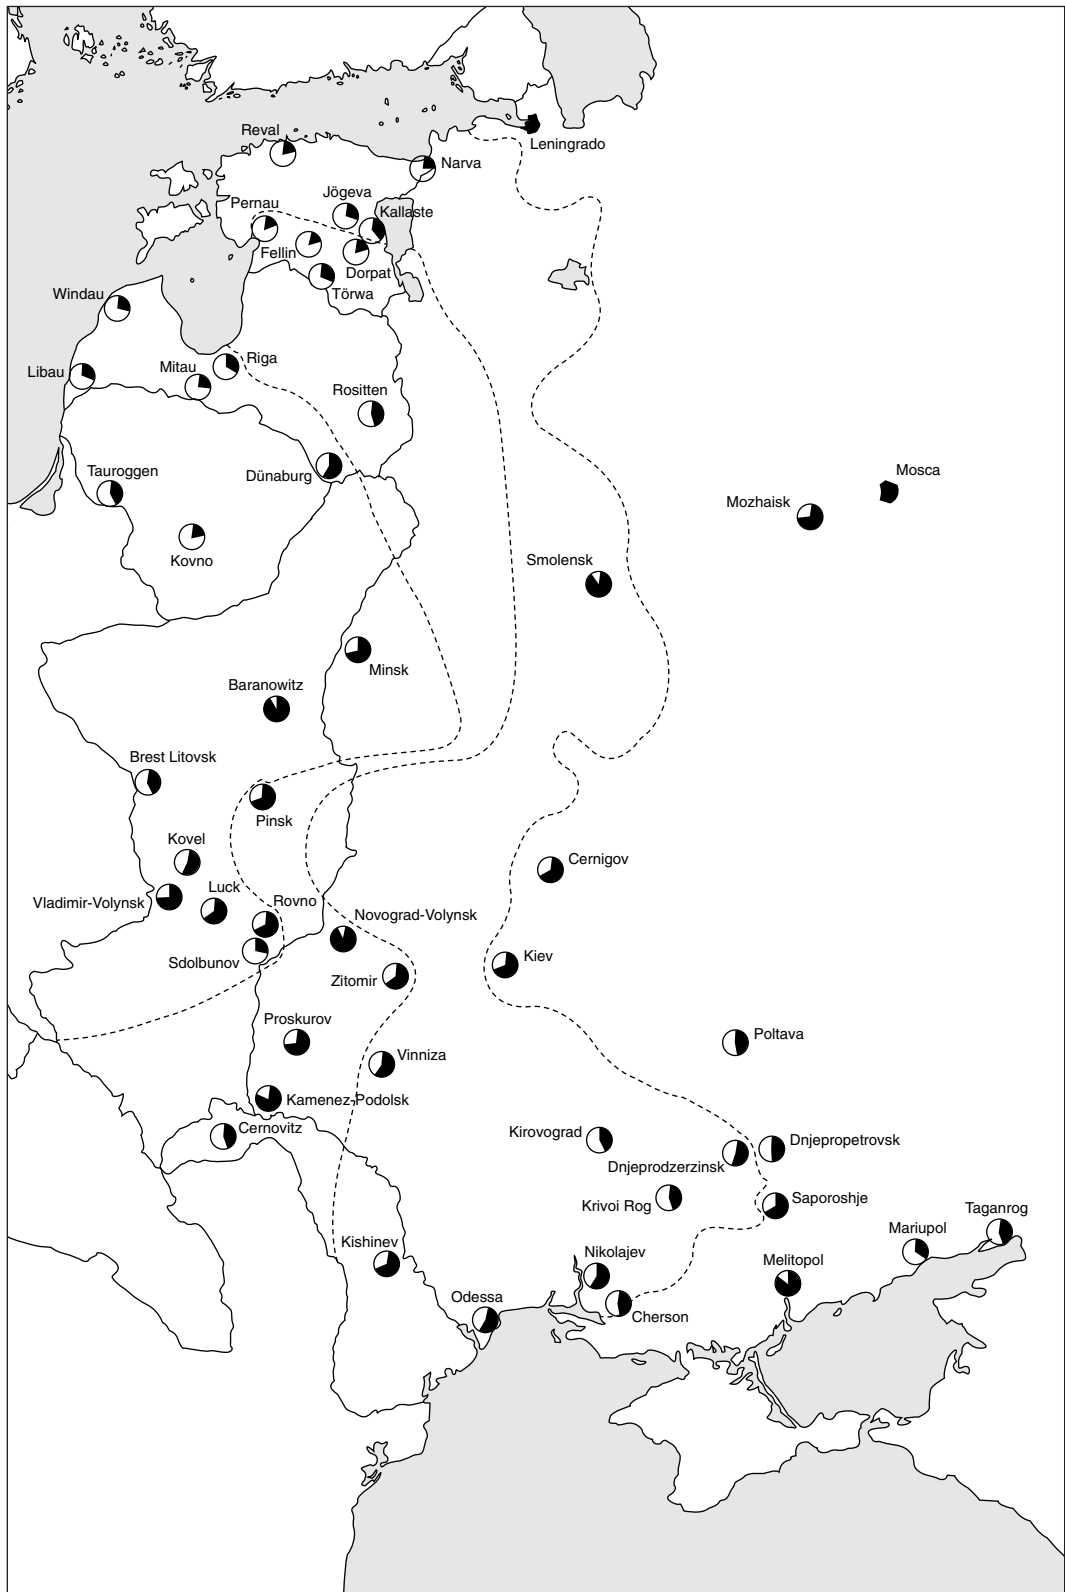 Leningrado
Reval
Narva
Jögeva
Pernau
Kallaste
Fellin
Dorpat
Törwa
Windau
Riga
Mitau
Libau
Rositten
Tauroggen
Dünaburg
Mosca
Mozhaisk
Kovno
Smolensk
Minsk
Baranowitz
Brest Litovsk
Pinsk
Kovel
Cernigov
Luck
Vladimir-Volynsk
Rovno
Novograd-Volynsk
Sdolbunov
Kiev
Zitomir
Proskurov
Poltava
Vinniza
Kamenez-Podolsk
Cernovitz
Kirovograd
Dnjepropetrovsk
Dnjeprodzerzinsk
Saporoshje
Krivoi Rog
Taganrog
Mariupol
Kishinev
Nikolajev
Melitopol
Odessa
Cherson